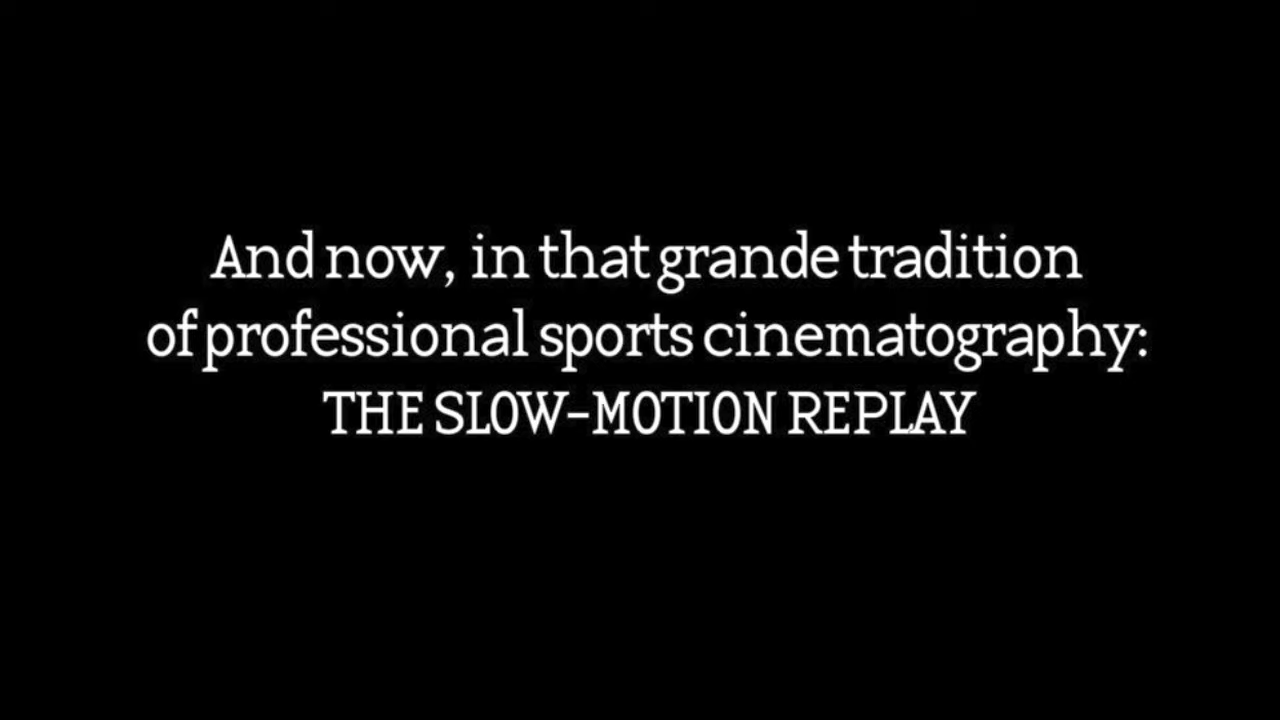 And now, in that grande tradition
of professional sports cinematography:
THE SLOW-MOTION REPLAY